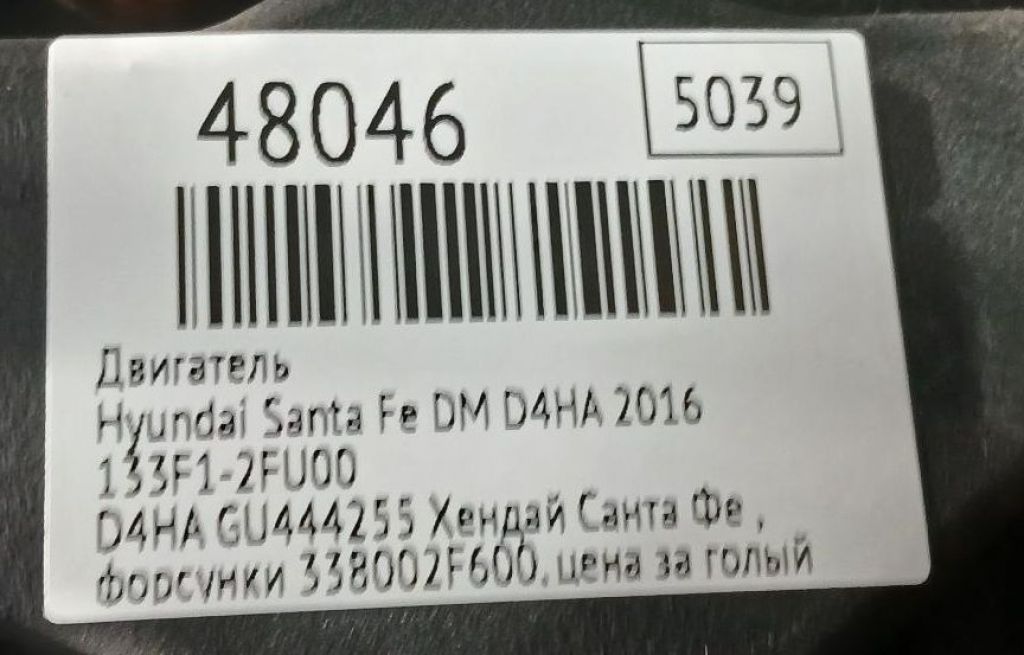 48046
5039
Двигатель
Hyundai Santa Fe DM D4HA 2016
133F1-2FU00
D4HA GU444255 Хендай Санта Фе ,
форсунки 338002F600, цена за голый